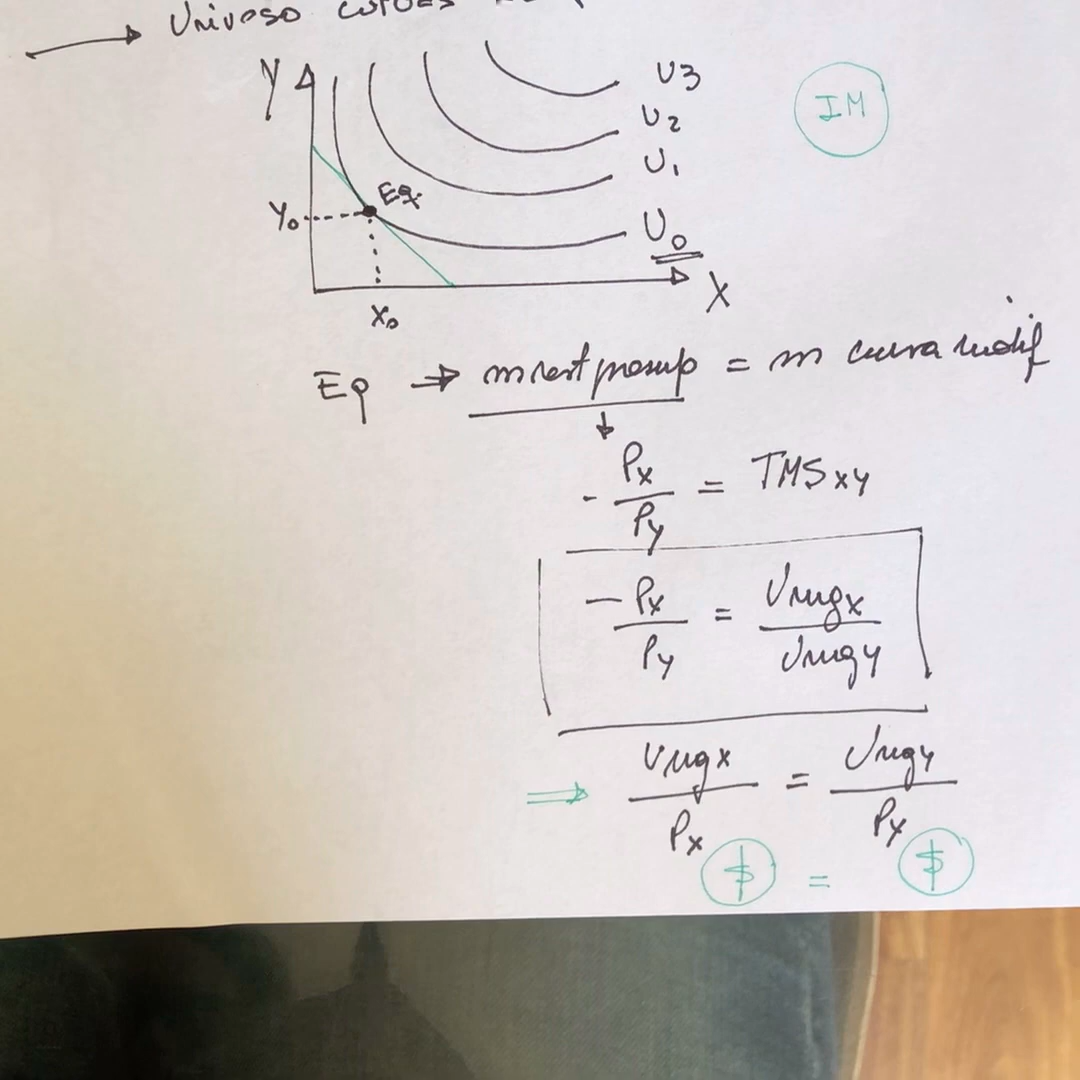 Universo curvas
Y
U3
U2
U1
U0
IM
Eq.
Y0
X0
X
Eq ⇒ m rest presup = m curva indif
- Px/Py = TMSxy
- Px/Py = Umgx/Umgy
⇒ Umgx/Px = Umgy/Py
$ = $